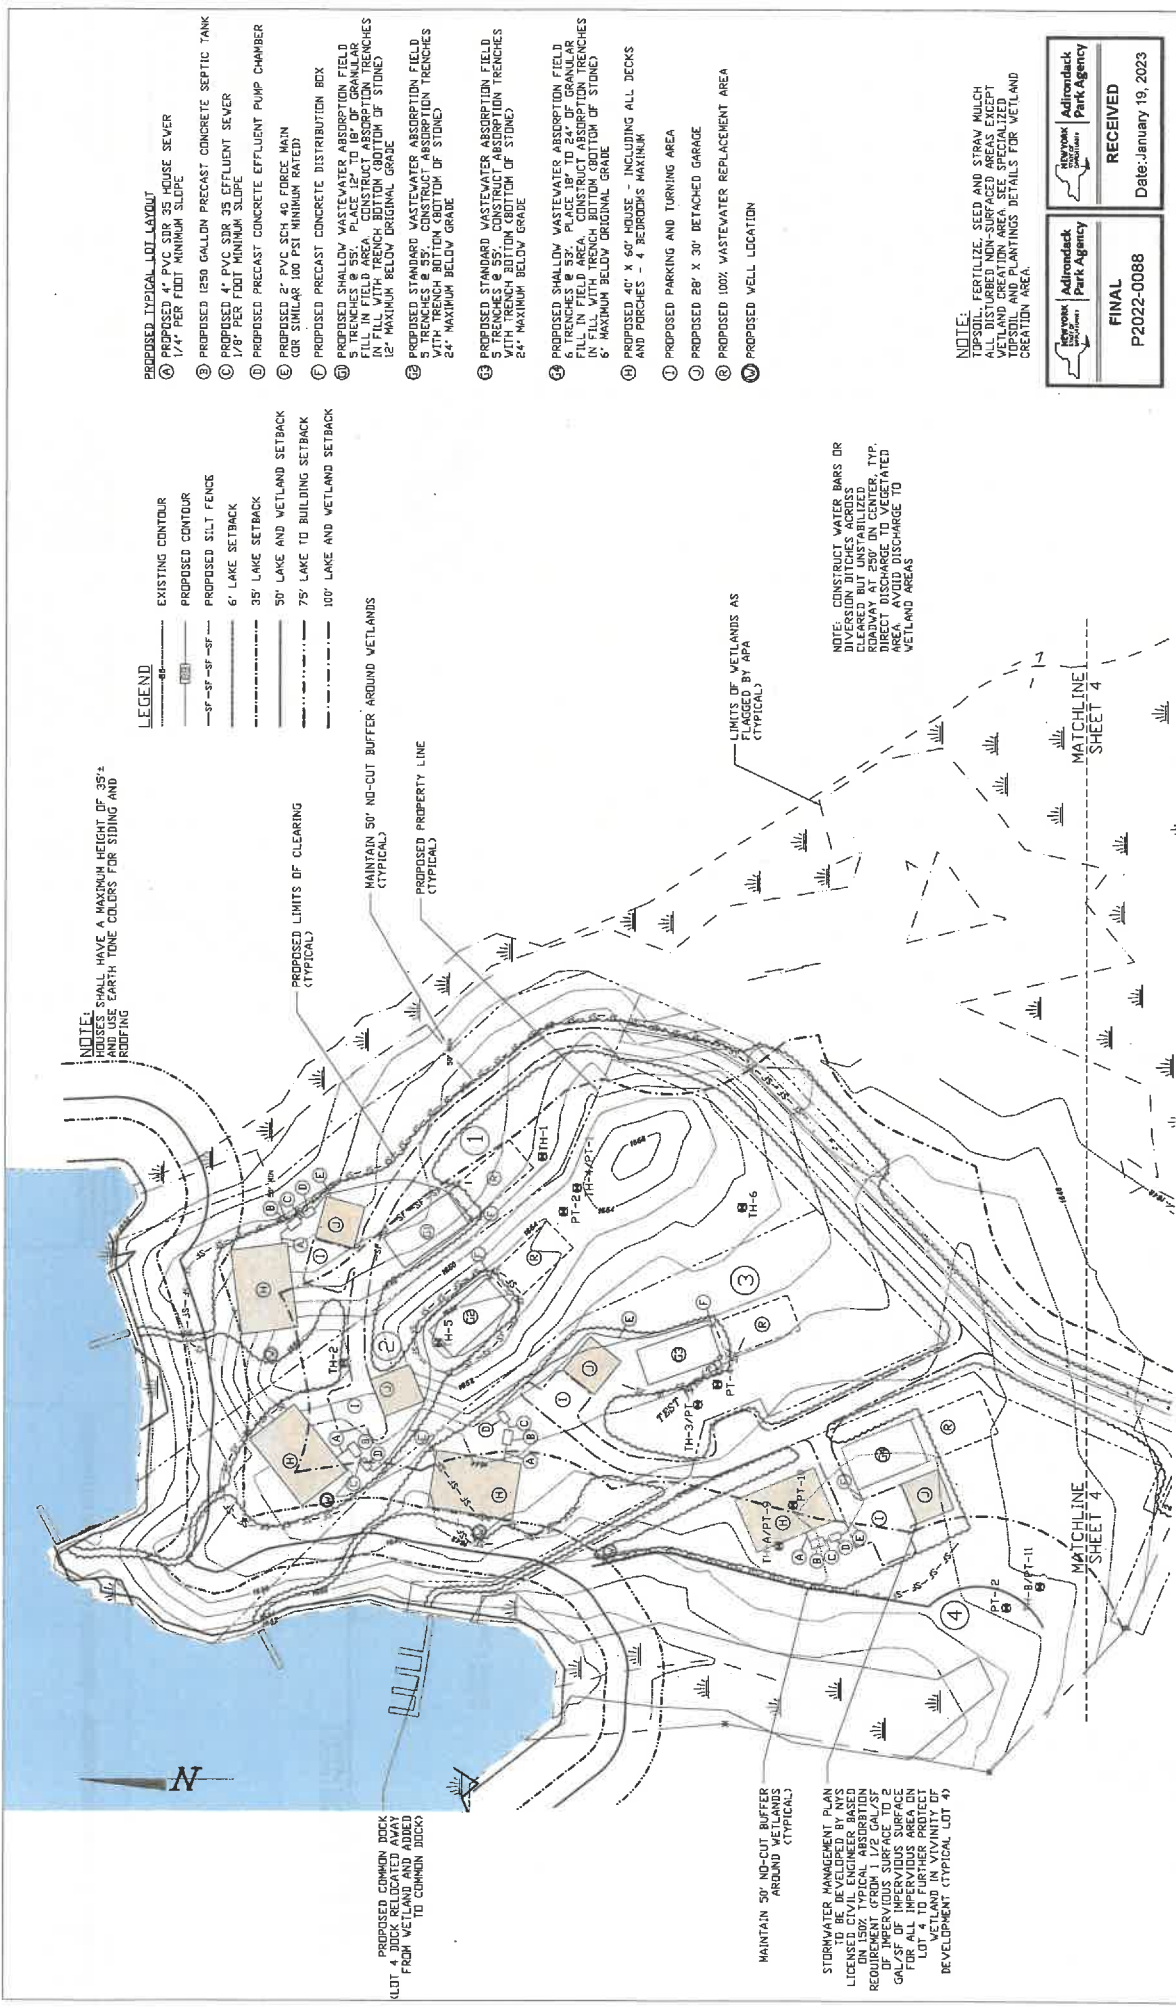 NOTE:
HOUSES SHALL HAVE A MAXIMUM HEIGHT OF 35'±
AND USE EARTH TONE COLORS FOR SIDING AND
ROOFING
LEGEND
EXISTING CONTOUR
PROPOSED CONTOUR
—SF—SF—SF— PROPOSED SILT FENCE
6' LAKE SETBACK
35' LAKE SETBACK
50' LAKE AND WETLAND SETBACK
75' LAKE TO BUILDING SETBACK
100' LAKE AND WETLAND SETBACK
PROPOSED TYPICAL LOT LAYOUT
A PROPOSED 4" PVC SDR 35 HOUSE SEWER
1/4" PER FOOT MINIMUM SLOPE
B PROPOSED 1250 GALLON PRECAST CONCRETE SEPTIC TANK
C PROPOSED 4" PVC SDR 35 EFFLUENT SEWER
1/8" PER FOOT MINIMUM SLOPE
D PROPOSED PRECAST CONCRETE EFFLUENT PUMP CHAMBER
E PROPOSED 2" PVC SCH 40 FORCE MAIN
(OR SIMILAR 100 PSI MINIMUM RATED)
F PROPOSED PRECAST CONCRETE DISTRIBUTION BOX
G1 PROPOSED SHALLOW WASTEWATER ABSORPTION FIELD
5 TRENCHES @ 55'. PLACE 12" TO 18" OF GRANULAR
FILL IN FIELD AREA. CONSTRUCT ABSORPTION TRENCHES
IN FILL WITH TRENCH BOTTOM (BOTTOM OF STONE)
12" MAXIMUM BELOW ORIGINAL GRADE
G2 PROPOSED STANDARD WASTEWATER ABSORPTION FIELD
5 TRENCHES @ 55'. CONSTRUCT ABSORPTION TRENCHES
WITH TRENCH BOTTOM (BOTTOM OF STONE)
24" MAXIMUM BELOW GRADE
G3 PROPOSED STANDARD WASTEWATER ABSORPTION FIELD
5 TRENCHES @ 55'. CONSTRUCT ABSORPTION TRENCHES
WITH TRENCH BOTTOM (BOTTOM OF STONE)
24" MAXIMUM BELOW GRADE
G4 PROPOSED SHALLOW WASTEWATER ABSORPTION FIELD
6 TRENCHES @ 53'. PLACE 18" TO 24" OF GRANULAR
FILL IN FIELD AREA. CONSTRUCT ABSORPTION TRENCHES
IN FILL WITH TRENCH BOTTOM (BOTTOM OF STONE)
6" MAXIMUM BELOW ORIGINAL GRADE
H PROPOSED 40' X 60' HOUSE - INCLUDING ALL DECKS
AND PORCHES - 4 BEDROOMS MAXIMUM
I PROPOSED PARKING AND TURNING AREA
J PROPOSED 28' X 30' DETACHED GARAGE
R PROPOSED 100% WASTEWATER REPLACEMENT AREA
W PROPOSED WELL LOCATION
NOTE:
TOPSOIL, FERTILIZE, SEED AND STRAW MULCH
ALL DISTURBED NON-SURFACED AREAS EXCEPT
WETLAND CREATION AREA. SEE SPECIALIZED
TOPSOIL AND PLANTINGS DETAILS FOR WETLAND
CREATION AREA.
Adirondack
Park Agency
FINAL
P2022-0088
Adirondack
Park Agency
RECEIVED
Date: January 19, 2023
PROPOSED LIMITS OF CLEARING
(TYPICAL)
MAINTAIN 50' NO-CUT BUFFER AROUND WETLANDS
(TYPICAL)
PROPOSED PROPERTY LINE
(TYPICAL)
LIMITS OF WETLANDS AS
FLAGGED BY APA
(TYPICAL)
NOTE: CONSTRUCT WATER BARS OR
DIVERSION DITCHES ACROSS
CLEARED BUT UNSTABILIZED
ROADWAY AT 250' ON CENTER, TYP.
DIRECT DISCHARGE TO VEGETATED
AREA. AVOID DISCHARGE TO
WETLAND AREAS
MATCHLINE
SHEET 4
MATCHLINE
SHEET 4
N
PROPOSED COMMON DOCK
(LOT 4 DOCK RELOCATED AWAY
FROM WETLAND AND ADDED
TO COMMON DOCK)
MAINTAIN 50' NO-CUT BUFFER
AROUND WETLANDS
(TYPICAL)
STORMWATER MANAGEMENT PLAN
TO BE DEVELOPED BY NYS
LICENSED CIVIL ENGINEER BASED
ON 150% TYPICAL ABSORBTION
REQUIREMENT (FROM 1 1/2 GAL/SF
OF IMPERVIOUS SURFACE TO 2
GAL/SF OF IMPERVIOUS SURFACE
FOR ALL IMPERVIOUS AREA ON
LOT 4 TO FURTHER PROTECT
WETLAND IN VIVINITY OF
DEVELOPMENT (TYPICAL LOT 4)
1
2
3
4
TH-1
TH-2
PT-2
TH-5
TH-6
TEST
PT-12
1668
1664
1660
1652
1648